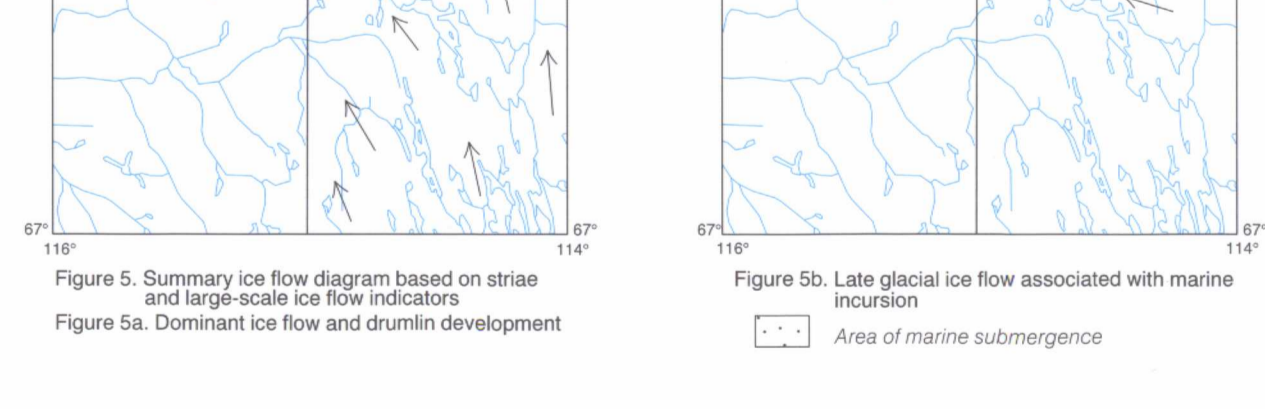 67°
67°
116°
114°
Figure 5. Summary ice flow diagram based on striae
and large-scale ice flow indicators
Figure 5a. Dominant ice flow and drumlin development
67°
67°
116°
114°
Figure 5b. Late glacial ice flow associated with marine
incursion
Area of marine submergence